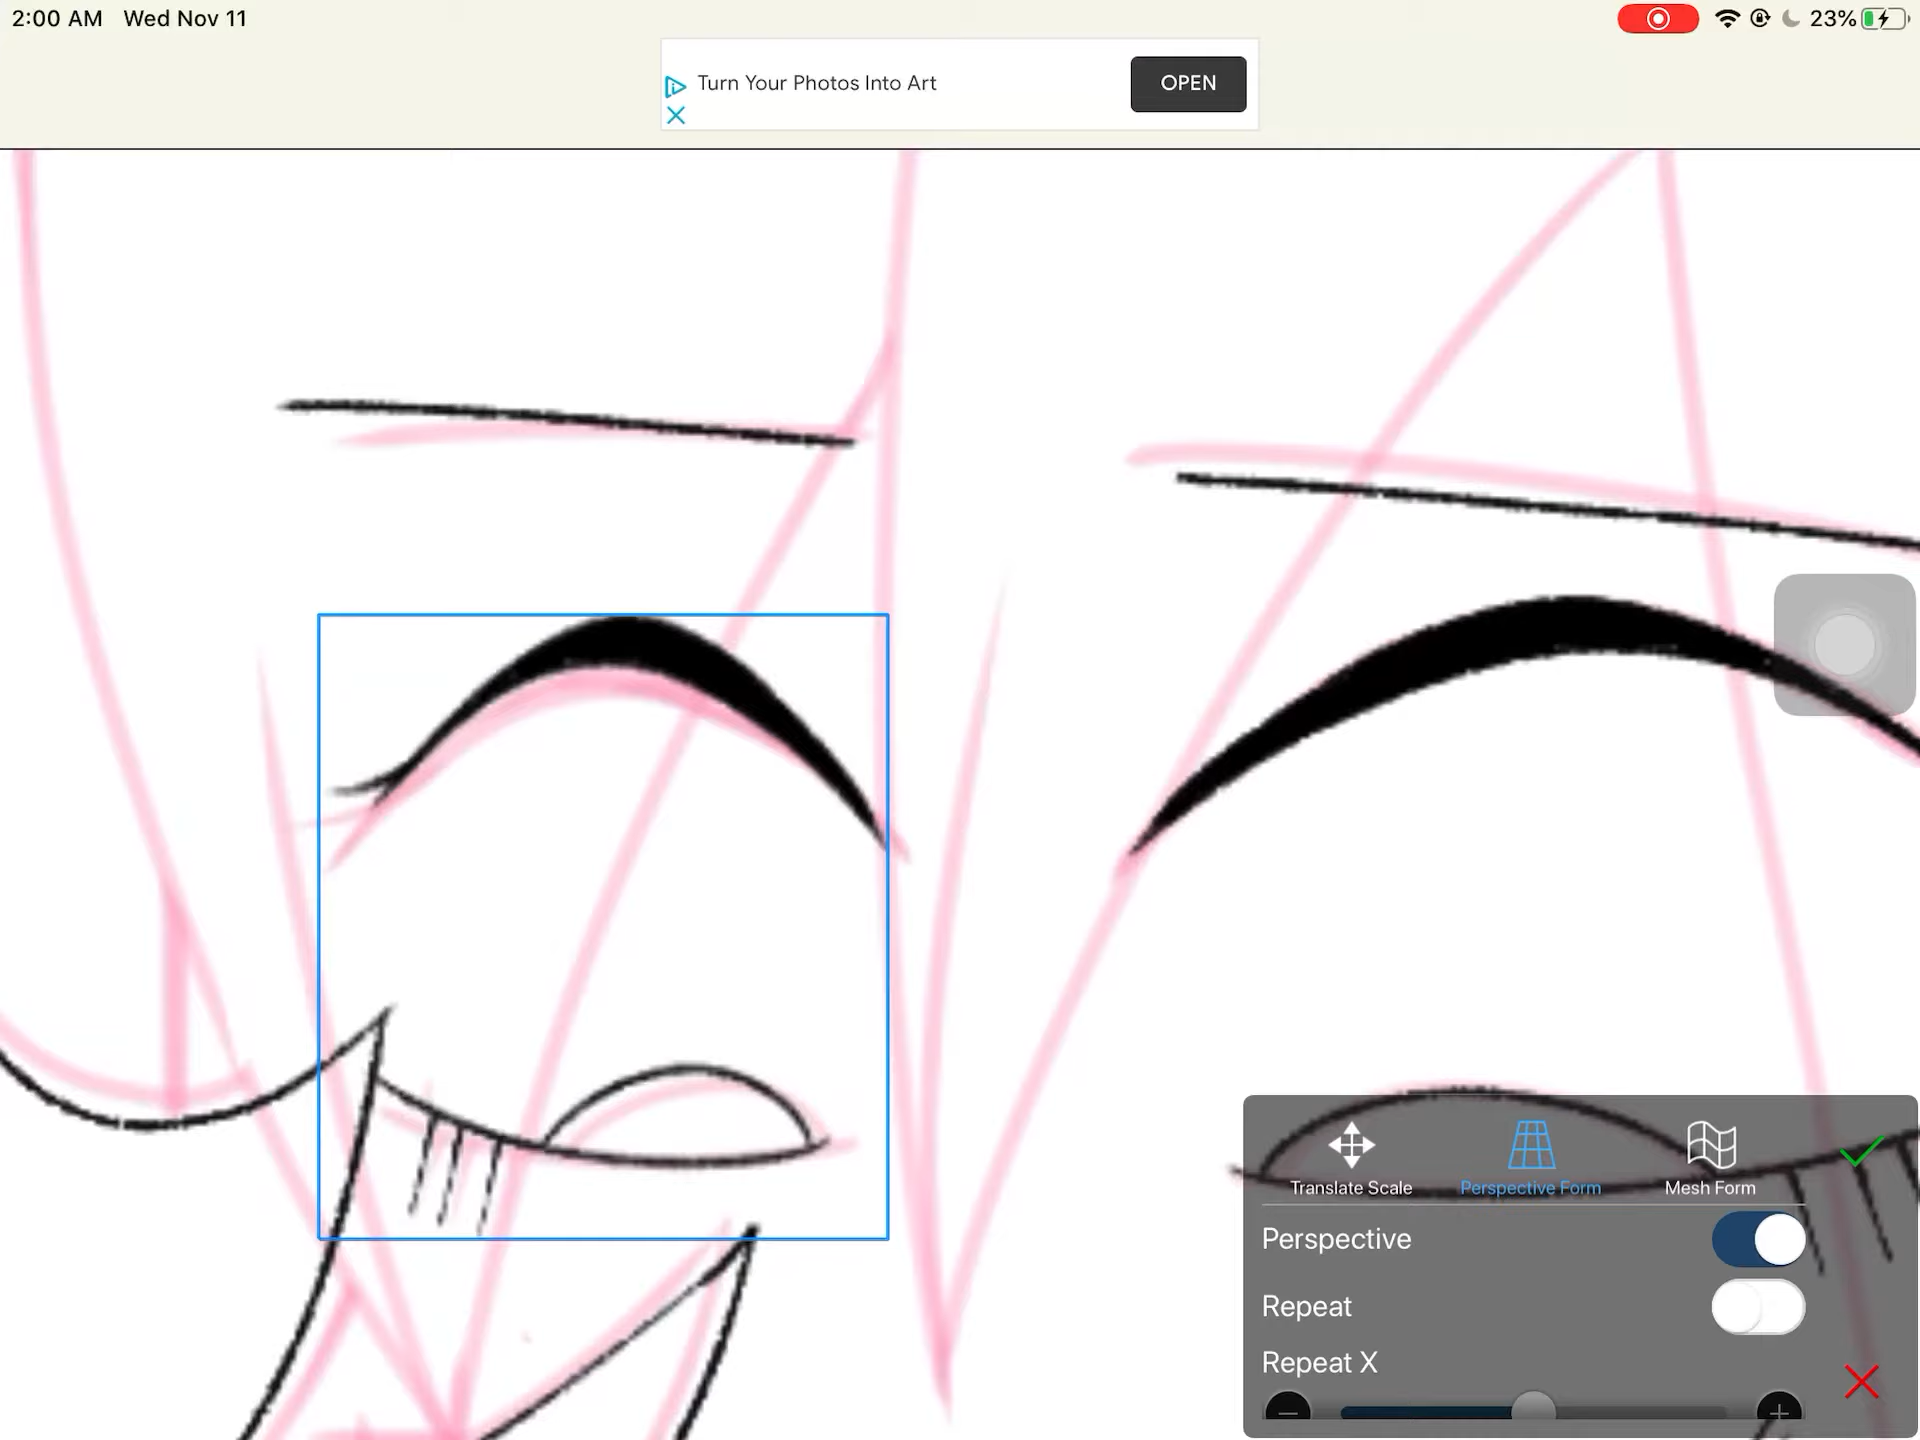 2:00 AM Wed Nov 11
23%
Turn Your Photos Into Art
OPEN
Translate Scale
Perspective Form
Mesh Form
Perspective
Repeat
Repeat X